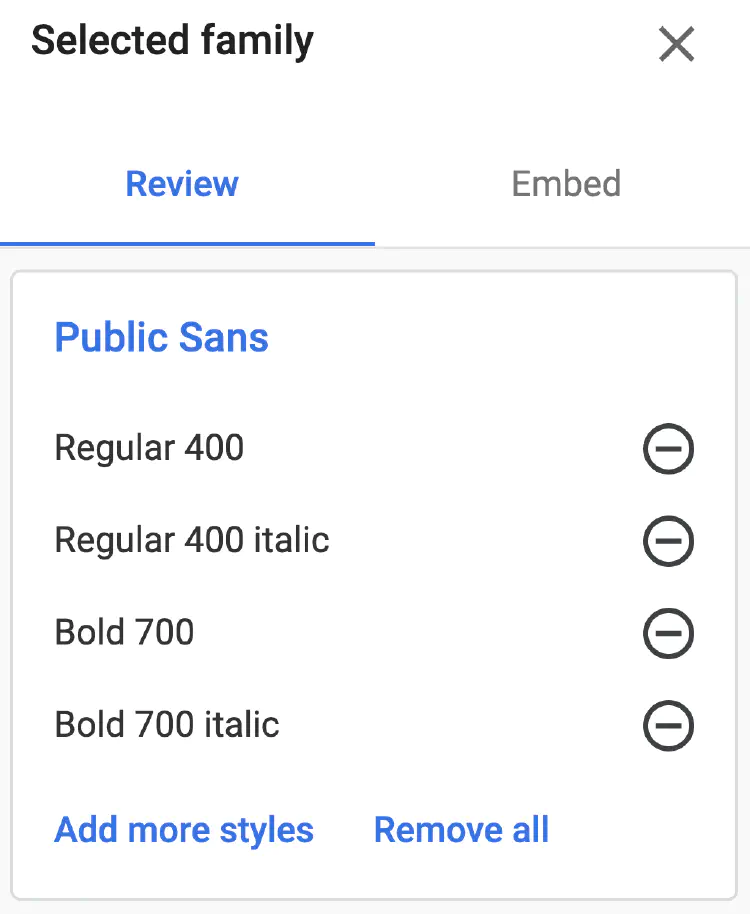 Selected family
Review Embed
Public Sans
Regular 400
Regular 400 italic
Bold 700
Bold 700 italic
Add more styles Remove all